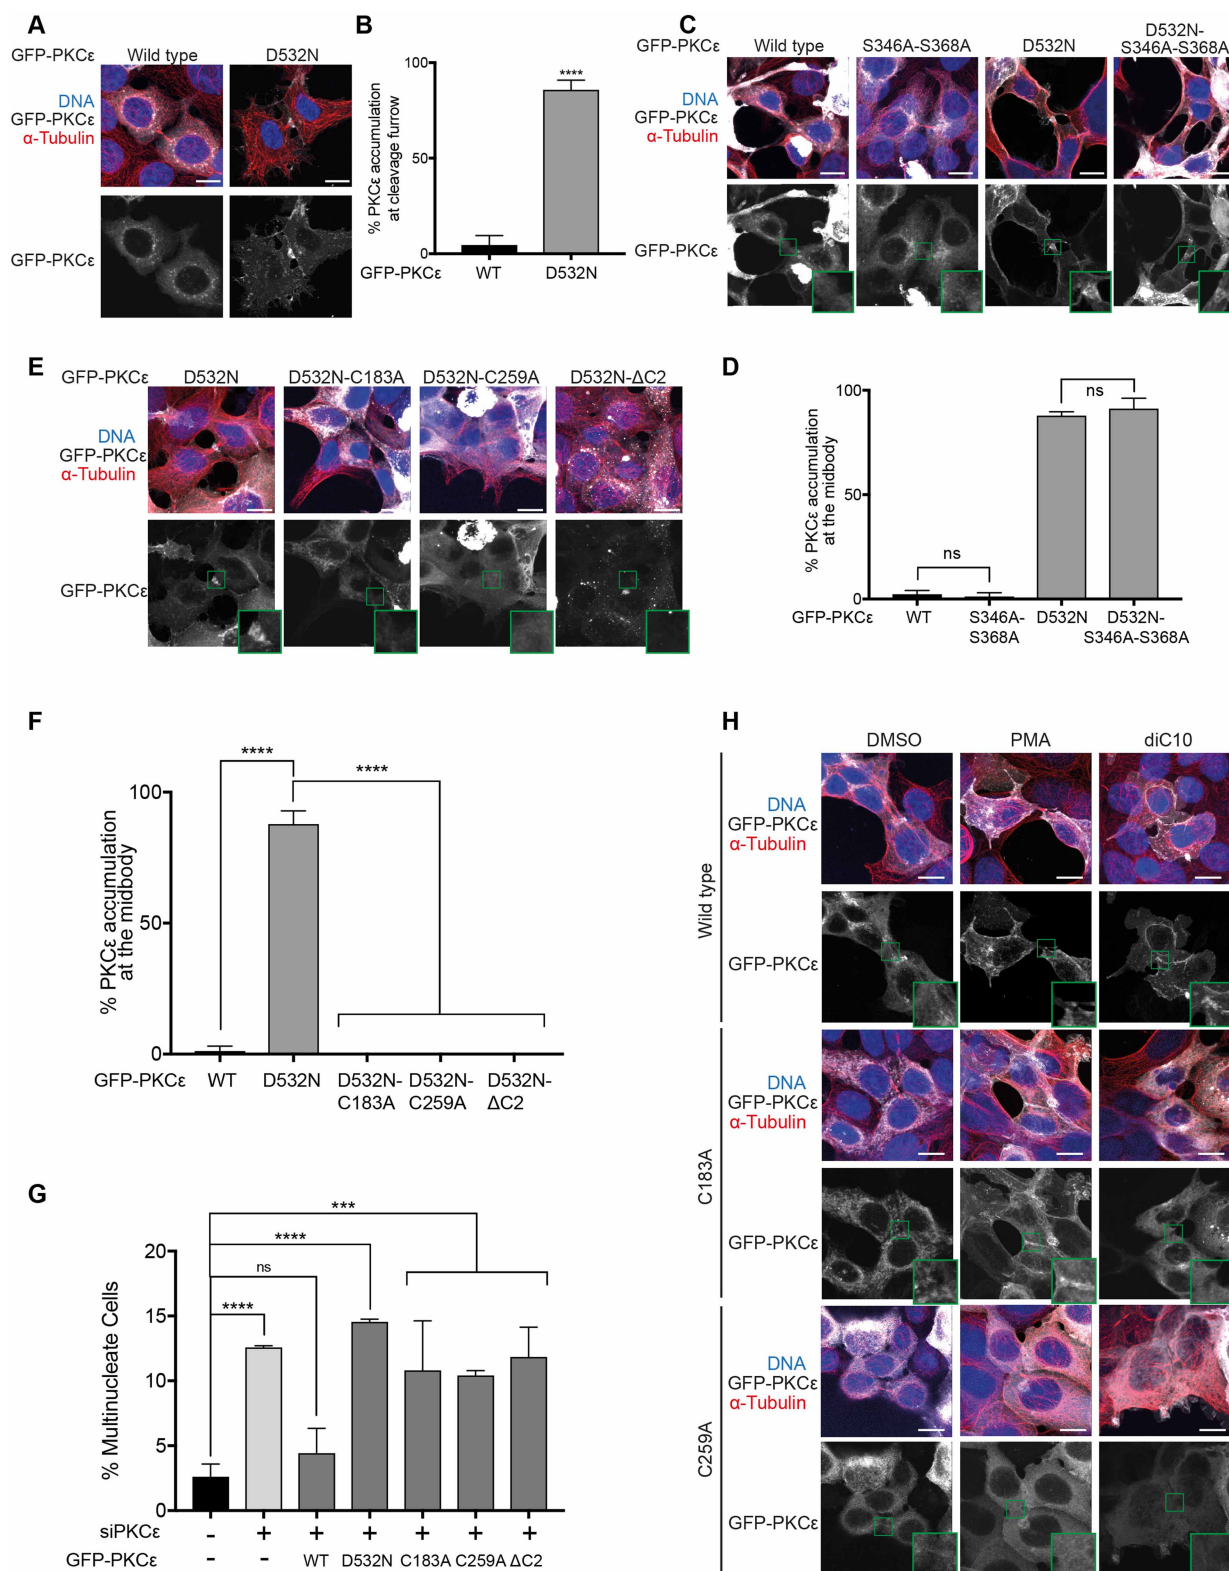 A
GFP-PKCε
Wild type
D532N
DNA
GFP-PKCε
α-Tubulin
GFP-PKCε
B
% PKCε accumulation
at cleavage furrow
100
50
0
****
GFP-PKCε
WT
D532N
C
GFP-PKCε
Wild type
S346A-S368A
D532N
D532N-
S346A-S368A
DNA
GFP-PKCε
α-Tubulin
GFP-PKCε
E
GFP-PKCε
D532N
D532N-C183A
D532N-C259A
D532N-ΔC2
DNA
GFP-PKCε
α-Tubulin
GFP-PKCε
D
% PKCε accumulation
at the midbody
100
50
0
ns
ns
GFP-PKCε
WT
S346A-
S368A
D532N
D532N-
S346A-S368A
F
% PKCε accumulation
at the midbody
100
50
0
****
****
GFP-PKCε
WT
D532N
D532N-
C183A
D532N-
C259A
D532N-
ΔC2
G
% Multinucleate Cells
20
15
10
5
0
***
****
ns
****
siPKCε
- + + + + + +
GFP-PKCε
- - WT D532N C183A C259A ΔC2
H
DMSO
PMA
diC10
Wild type
DNA
GFP-PKCε
α-Tubulin
GFP-PKCε
C183A
DNA
GFP-PKCε
α-Tubulin
GFP-PKCε
C259A
DNA
GFP-PKCε
α-Tubulin
GFP-PKCε